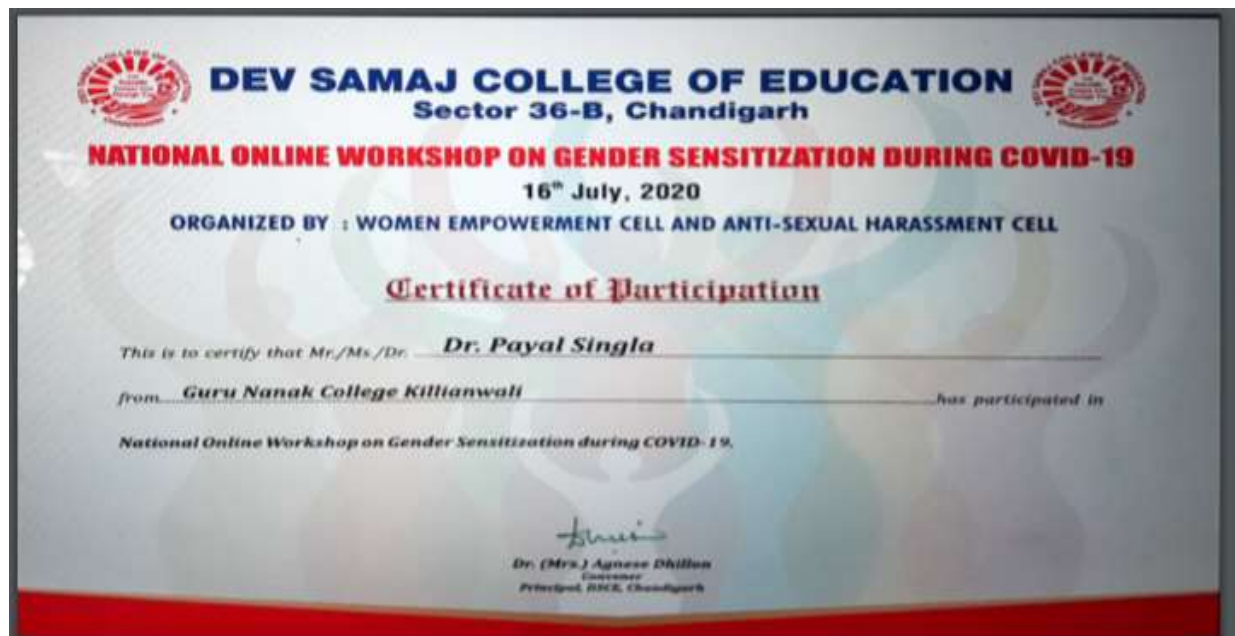 DEV SAMAJ COLLEGE OF EDUCATION
Sector 36-B, Chandigarh
NATIONAL ONLINE WORKSHOP ON GENDER SENSITIZATION DURING COVID-19
16th July, 2020
ORGANIZED BY : WOMEN EMPOWERMENT CELL AND ANTI-SEXUAL HARASSMENT CELL
Certificate of Participation
This is to certify that Mr./Ms./Dr. Dr. Payal Singla
from Guru Nanak College Killianwali has participated in
National Online Workshop on Gender Sensitization during COVID-19.
Dr. (Mrs.) Agnese Dhillon
Convener
Principal, DSCE, Chandigarh